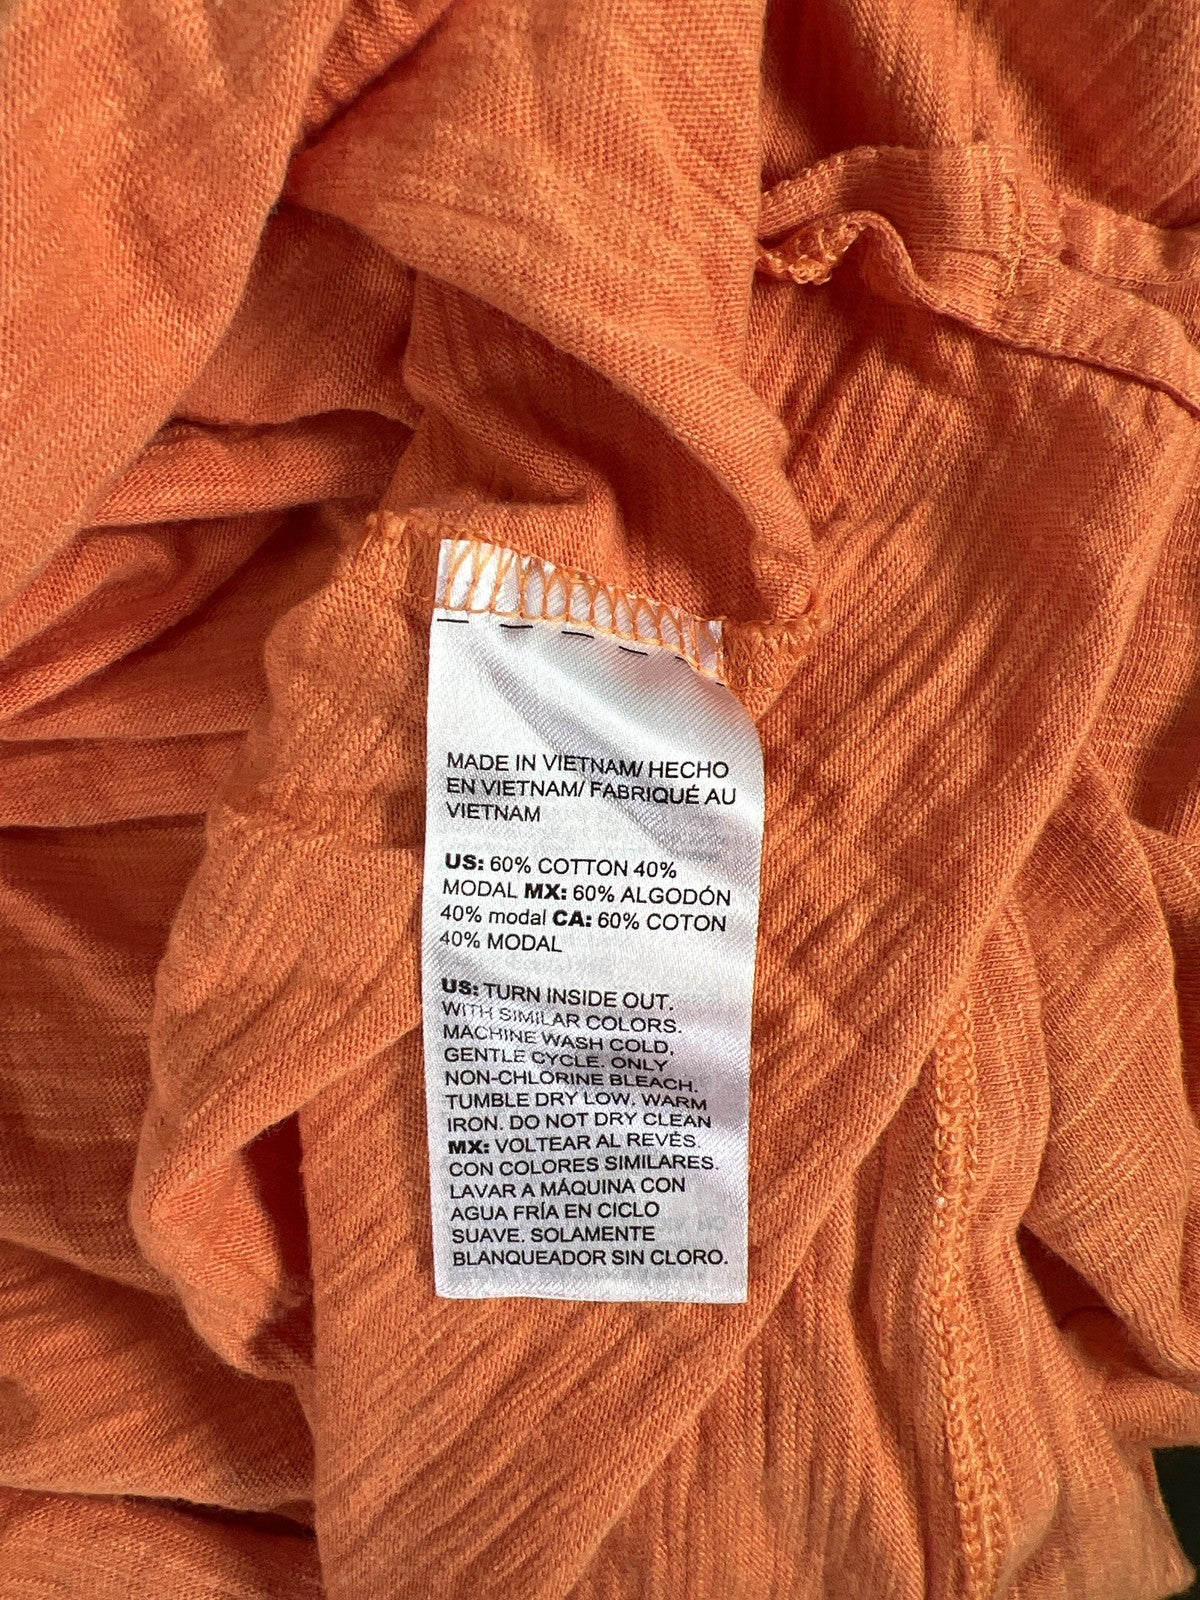 MADE IN VIETNAM/ HECHO
EN VIETNAM/ FABRIQUÉ AU
VIETNAM
US: 60% COTTON 40%
MODAL MX: 60% ALGODÓN
40% modal CA: 60% COTON
40% MODAL
US: TURN INSIDE OUT.
WITH SIMILAR COLORS.
MACHINE WASH COLD,
GENTLE CYCLE. ONLY
NON-CHLORINE BLEACH.
TUMBLE DRY LOW. WARM
IRON. DO NOT DRY CLEAN
MX: VOLTEAR AL REVÉS.
CON COLORES SIMILARES.
LAVAR A MÁQUINA CON
AGUA FRÍA EN CICLO
SUAVE. SOLAMENTE
BLANQUEADOR SIN CLORO.